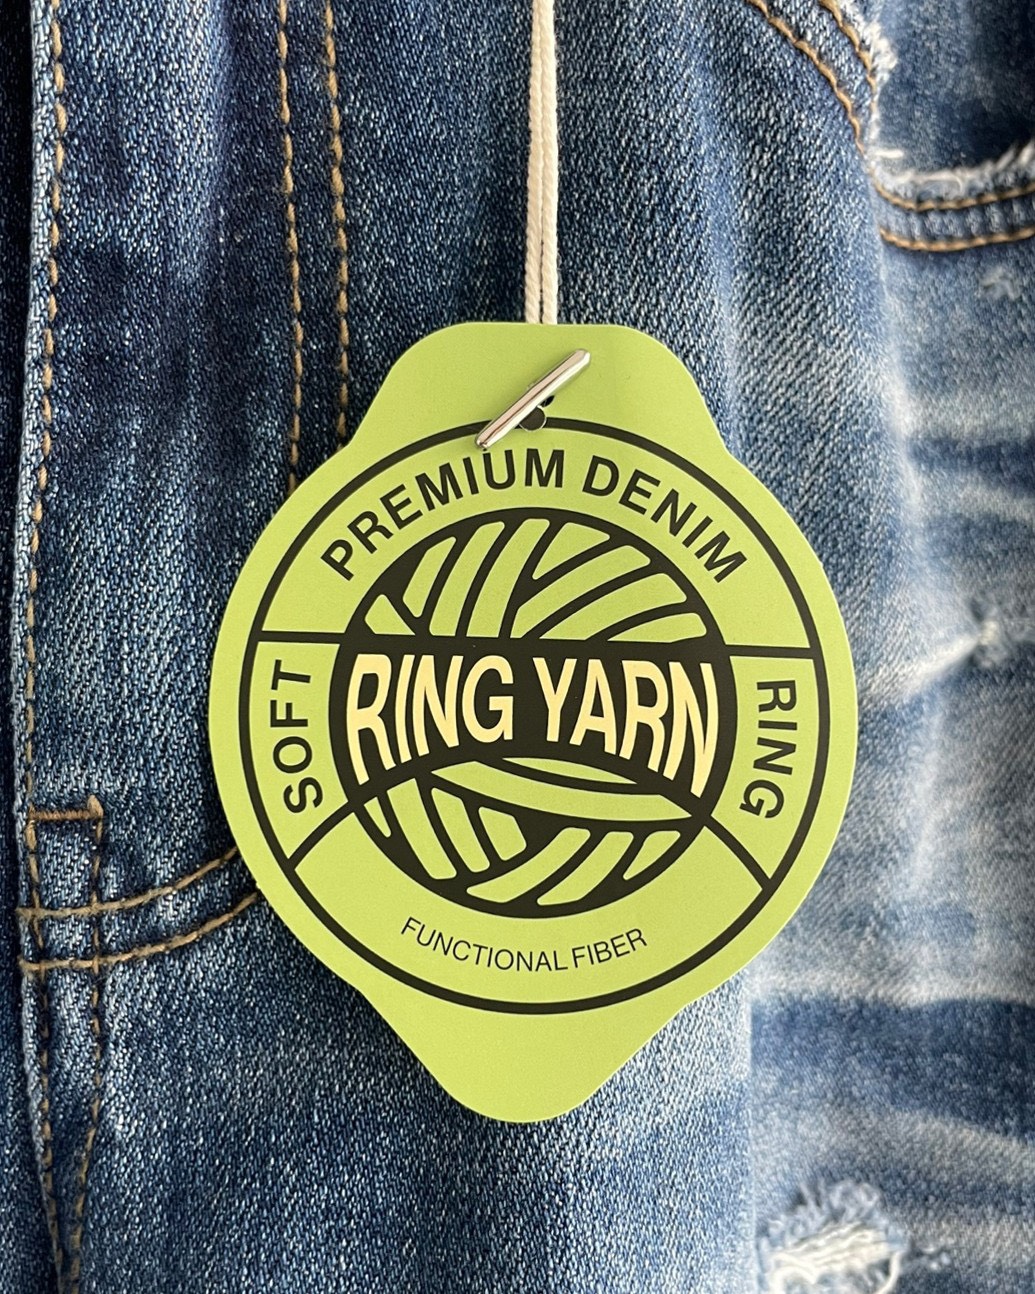 PREMIUM DENIM
SOFT
RING YARN
RING
FUNCTIONAL FIBER